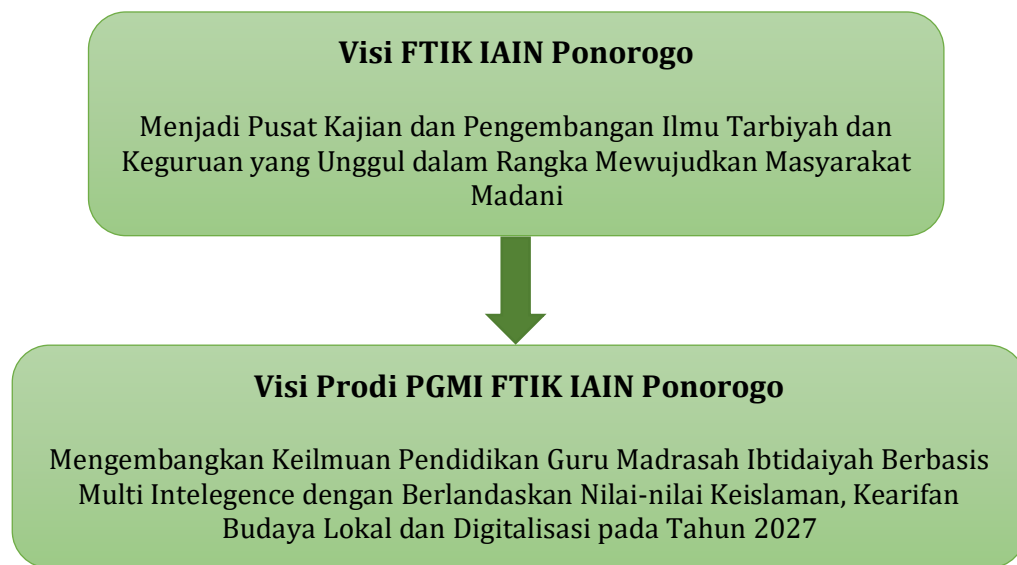 Visi FTIK IAIN Ponorogo
Menjadi Pusat Kajian dan Pengembangan Ilmu Tarbiyah dan
Keguruan yang Unggul dalam Rangka Mewujudkan Masyarakat
Madani
Visi Prodi PGMI FTIK IAIN Ponorogo
Mengembangkan Keilmuan Pendidikan Guru Madrasah Ibtidaiyah Berbasis
Multi Intelegence dengan Berlandaskan Nilai-nilai Keislaman, Kearifan
Budaya Lokal dan Digitalisasi pada Tahun 2027